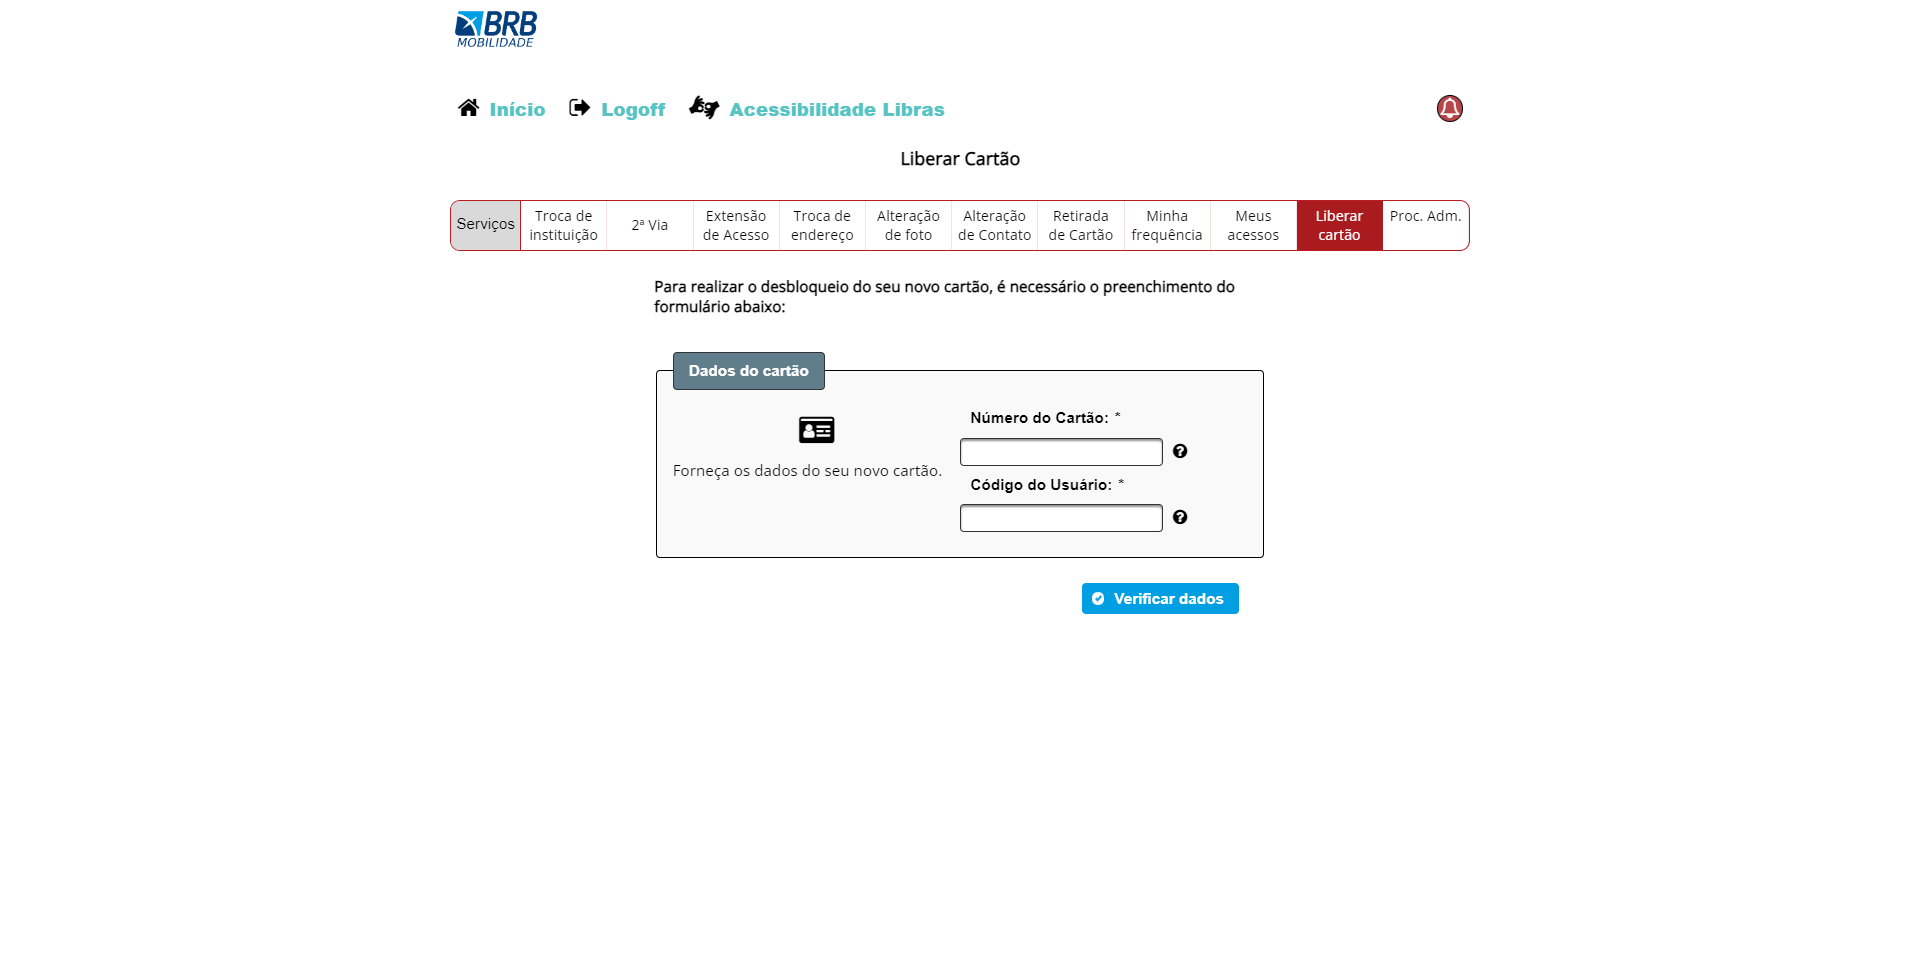 BRB
MOBILIDADE
Início Logoff Acessibilidade Libras
Liberar Cartão
Serviços
Troca de
instituição
2ª Via
Extensão
de Acesso
Troca de
endereço
Alteração
de foto
Alteração
de Contato
Retirada
de Cartão
Minha
frequência
Meus
acessos
Liberar
cartão
Proc. Adm.
Para realizar o desbloqueio do seu novo cartão, é necessário o preenchimento do
formulário abaixo:
Dados do cartão
Forneça os dados do seu novo cartão.
Número do Cartão: *
Código do Usuário: *
Verificar dados